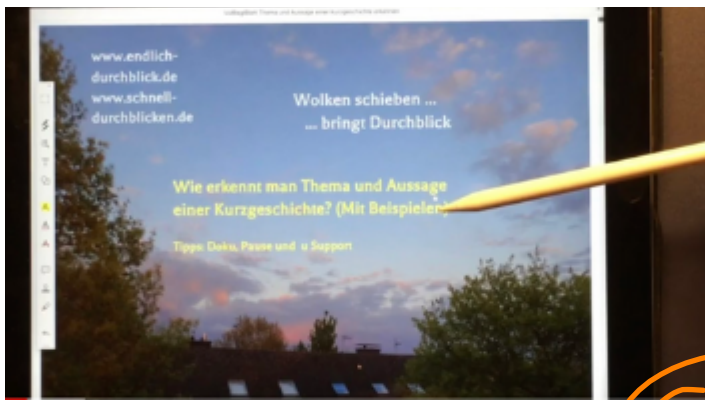 www.endlich-
durchblick.de
www.schnell-
durchblicken.de
Wolken schieben ...
.... bringt Durchblick
Wie erkennt man Thema und Aussage
einer Kurzgeschichte? (Mit Beispielen)
Tipps: Doku, Pause und u Support